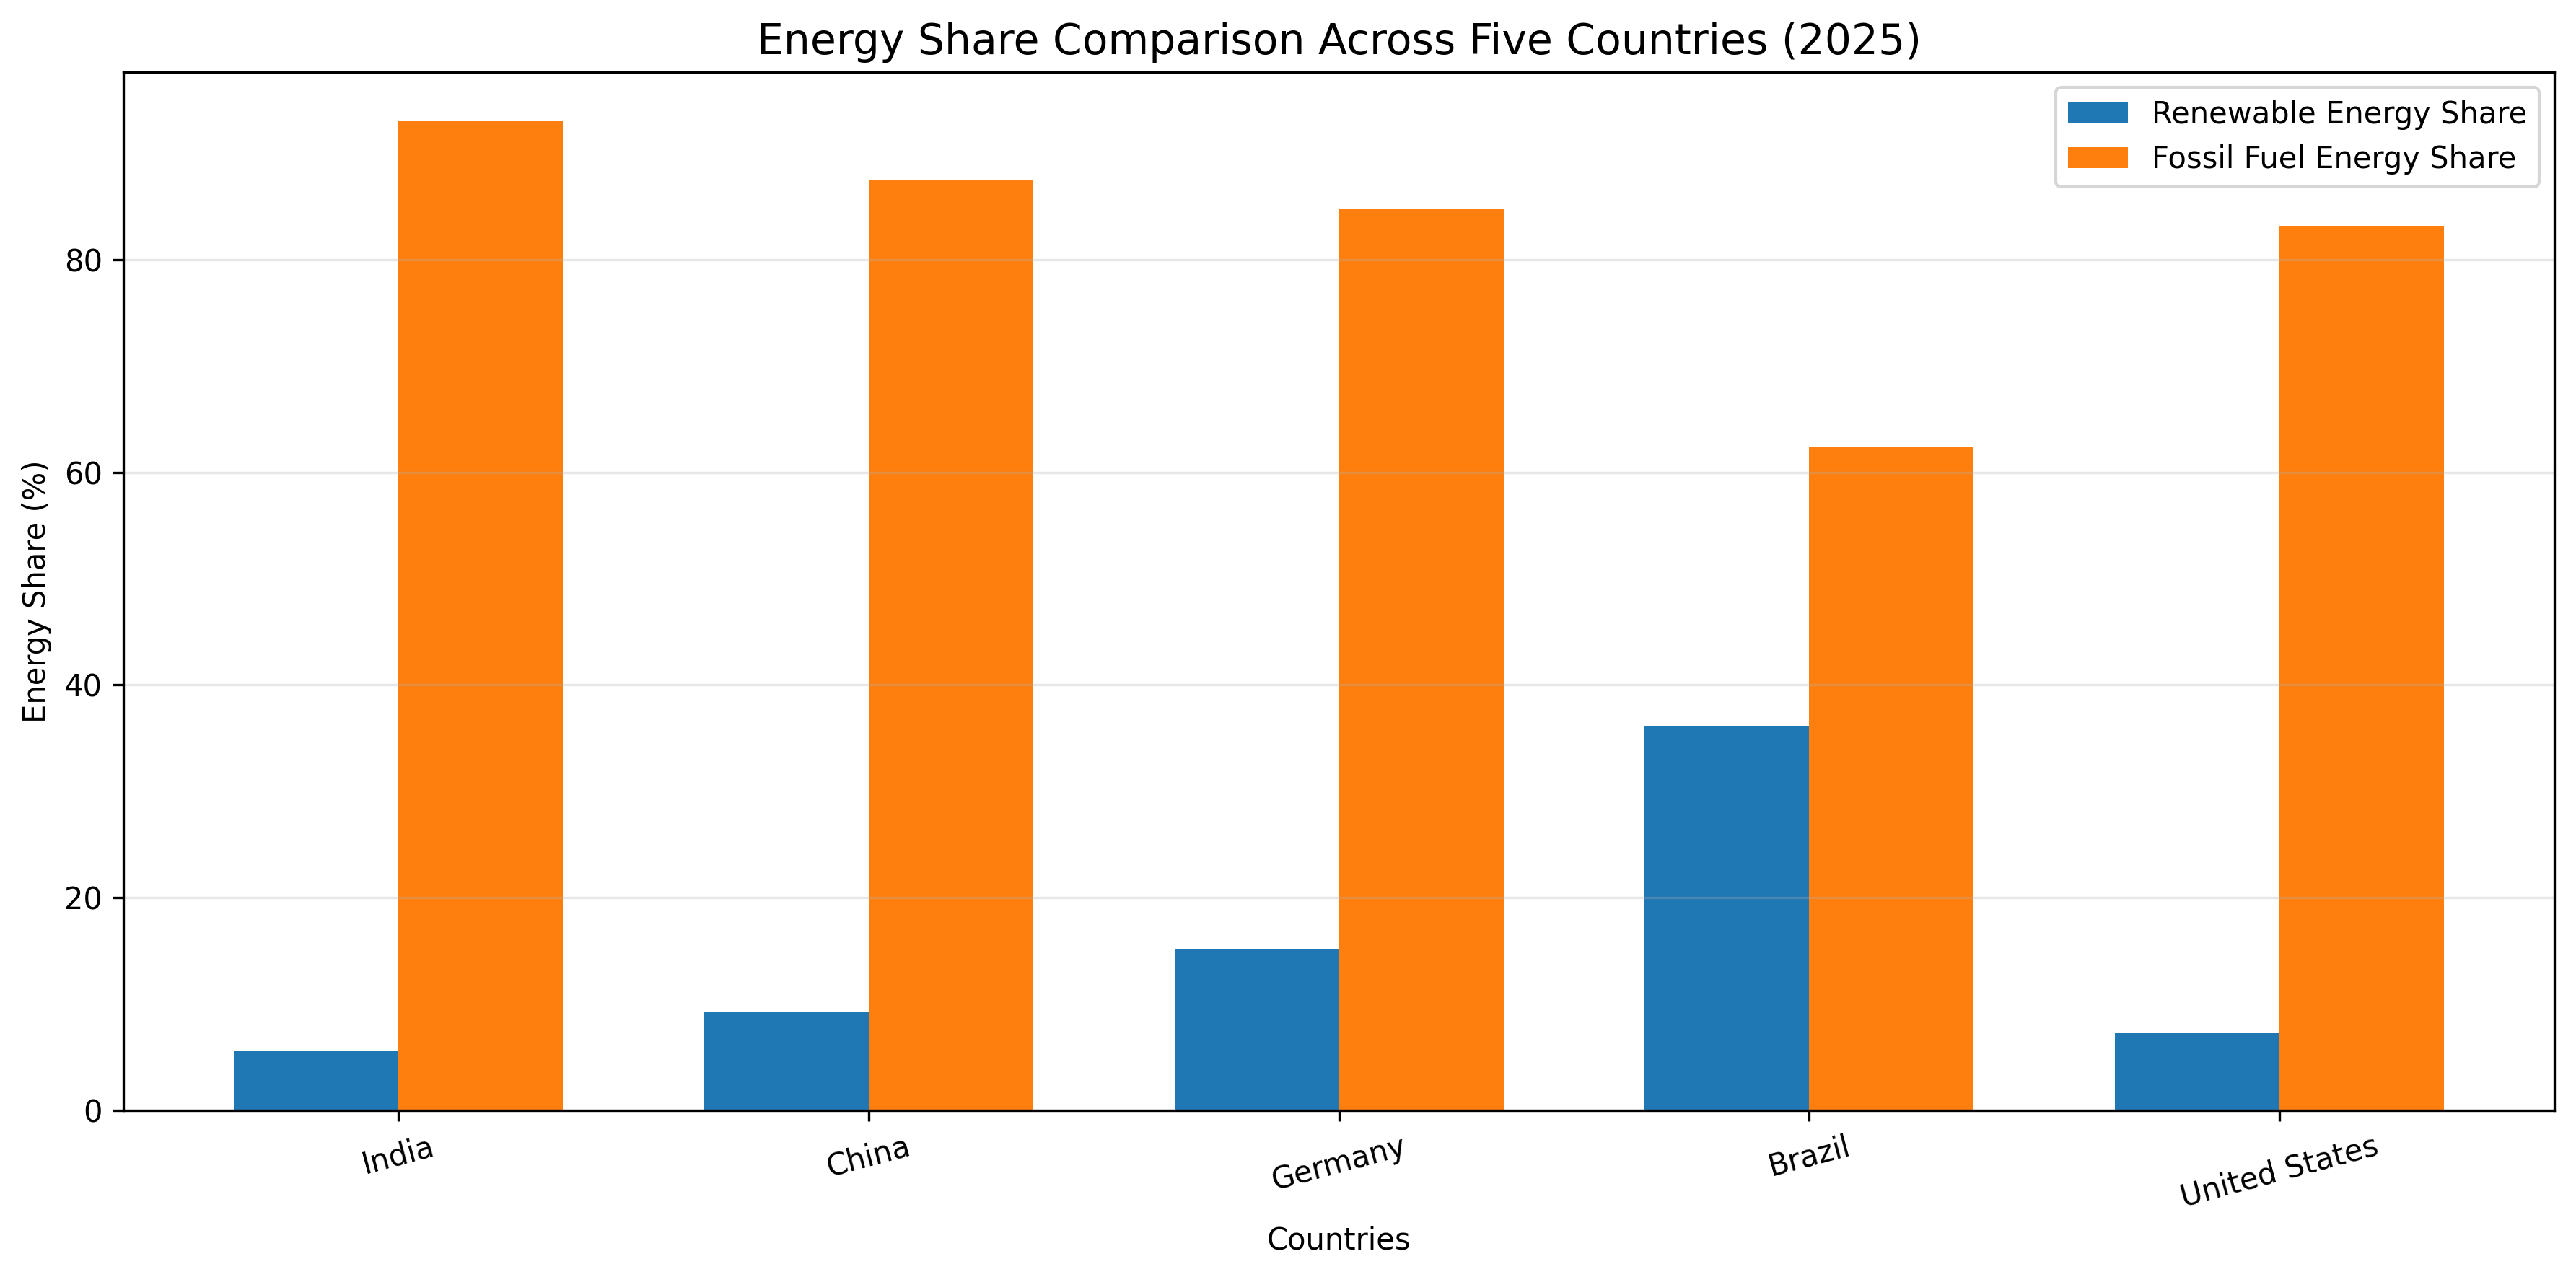 Energy Share Comparison Across Five Countries (2025)
Renewable Energy Share
Fossil Fuel Energy Share
Energy Share (%)
80
60
40
20
0
India
China
Germany
Brazil
United States
Countries